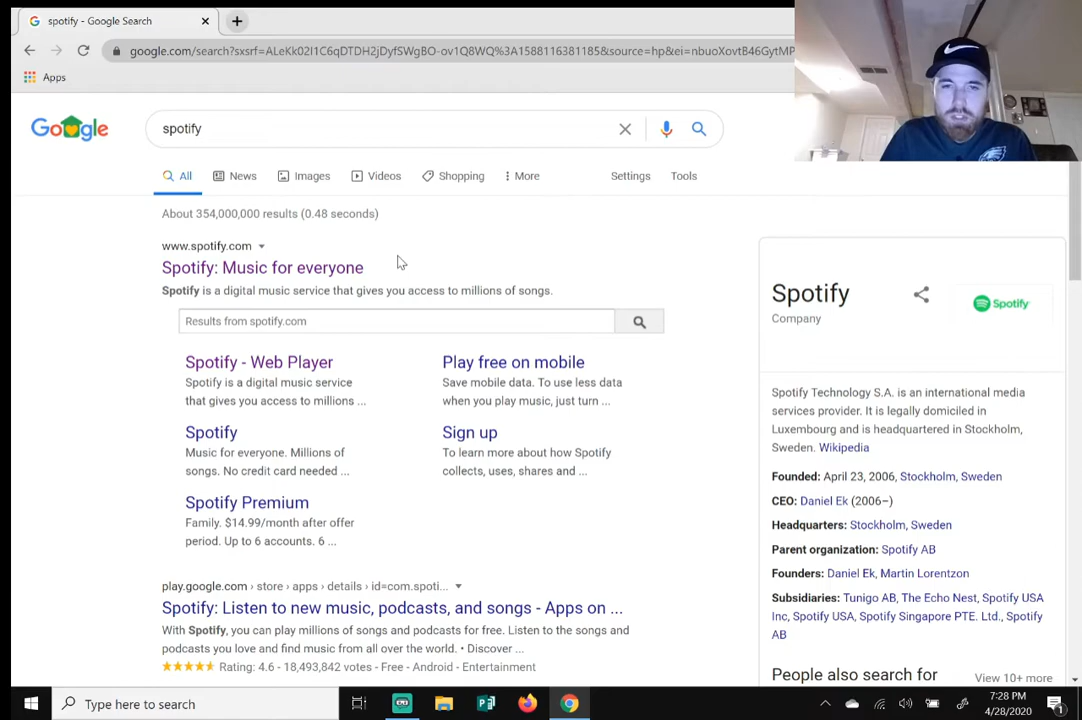 spotify - Google Search
google.com/search?sxsrf=ALeKk02I1C6qDTDH2jDyfSWgBO-ov1Q8WQ%3A1588116381185&source=hp&ei=nbuoXovtB46GytMP
Apps
Google
spotify
All News Images Videos Shopping More Settings Tools
About 354,000,000 results (0.48 seconds)
www.spotify.com
Spotify: Music for everyone
Spotify is a digital music service that gives you access to millions of songs.
Results from spotify.com
Spotify - Web Player
Spotify is a digital music service
that gives you access to millions ...
Play free on mobile
Save mobile data. To use less data
when you play music, just turn ...
Spotify
Music for everyone. Millions of
songs. No credit card needed ...
Sign up
To learn more about how Spotify
collects, uses, shares and ...
Spotify Premium
Family. $14.99/month after offer
period. Up to 6 accounts. 6 ...
play.google.com › store › apps › details › id=com.spoti...
Spotify: Listen to new music, podcasts, and songs - Apps on ...
With Spotify, you can play millions of songs and podcasts for free. Listen to the songs and
podcasts you love and find music from all over the world. • Discover ...
Rating: 4.6 - 18,493,842 votes - Free - Android - Entertainment
Spotify
Company
Spotify
Spotify Technology S.A. is an international media
services provider. It is legally domiciled in
Luxembourg and is headquartered in Stockholm,
Sweden. Wikipedia
Founded: April 23, 2006, Stockholm, Sweden
CEO: Daniel Ek (2006–)
Headquarters: Stockholm, Sweden
Parent organization: Spotify AB
Founders: Daniel Ek, Martin Lorentzon
Subsidiaries: Tunigo AB, The Echo Nest, Spotify USA
Inc, Spotify USA, Spotify Singapore PTE. Ltd., Spotify
AB
People also search for View 10+ more
Type here to search
7:28 PM
4/28/2020
1